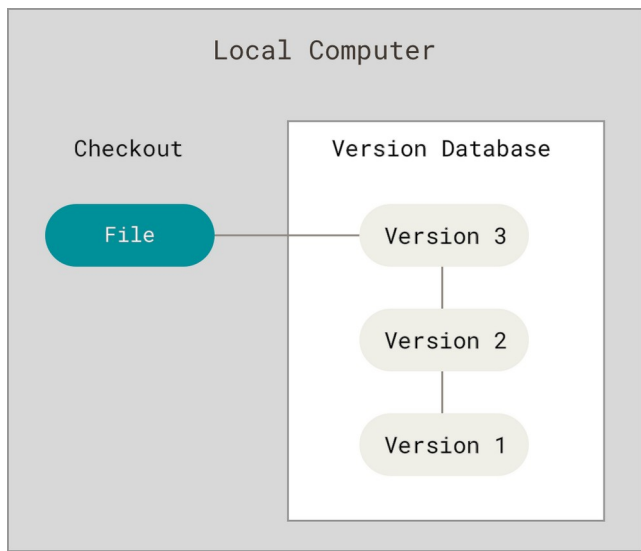 Local Computer
Checkout
Version Database
File
Version 3
Version 2
Version 1